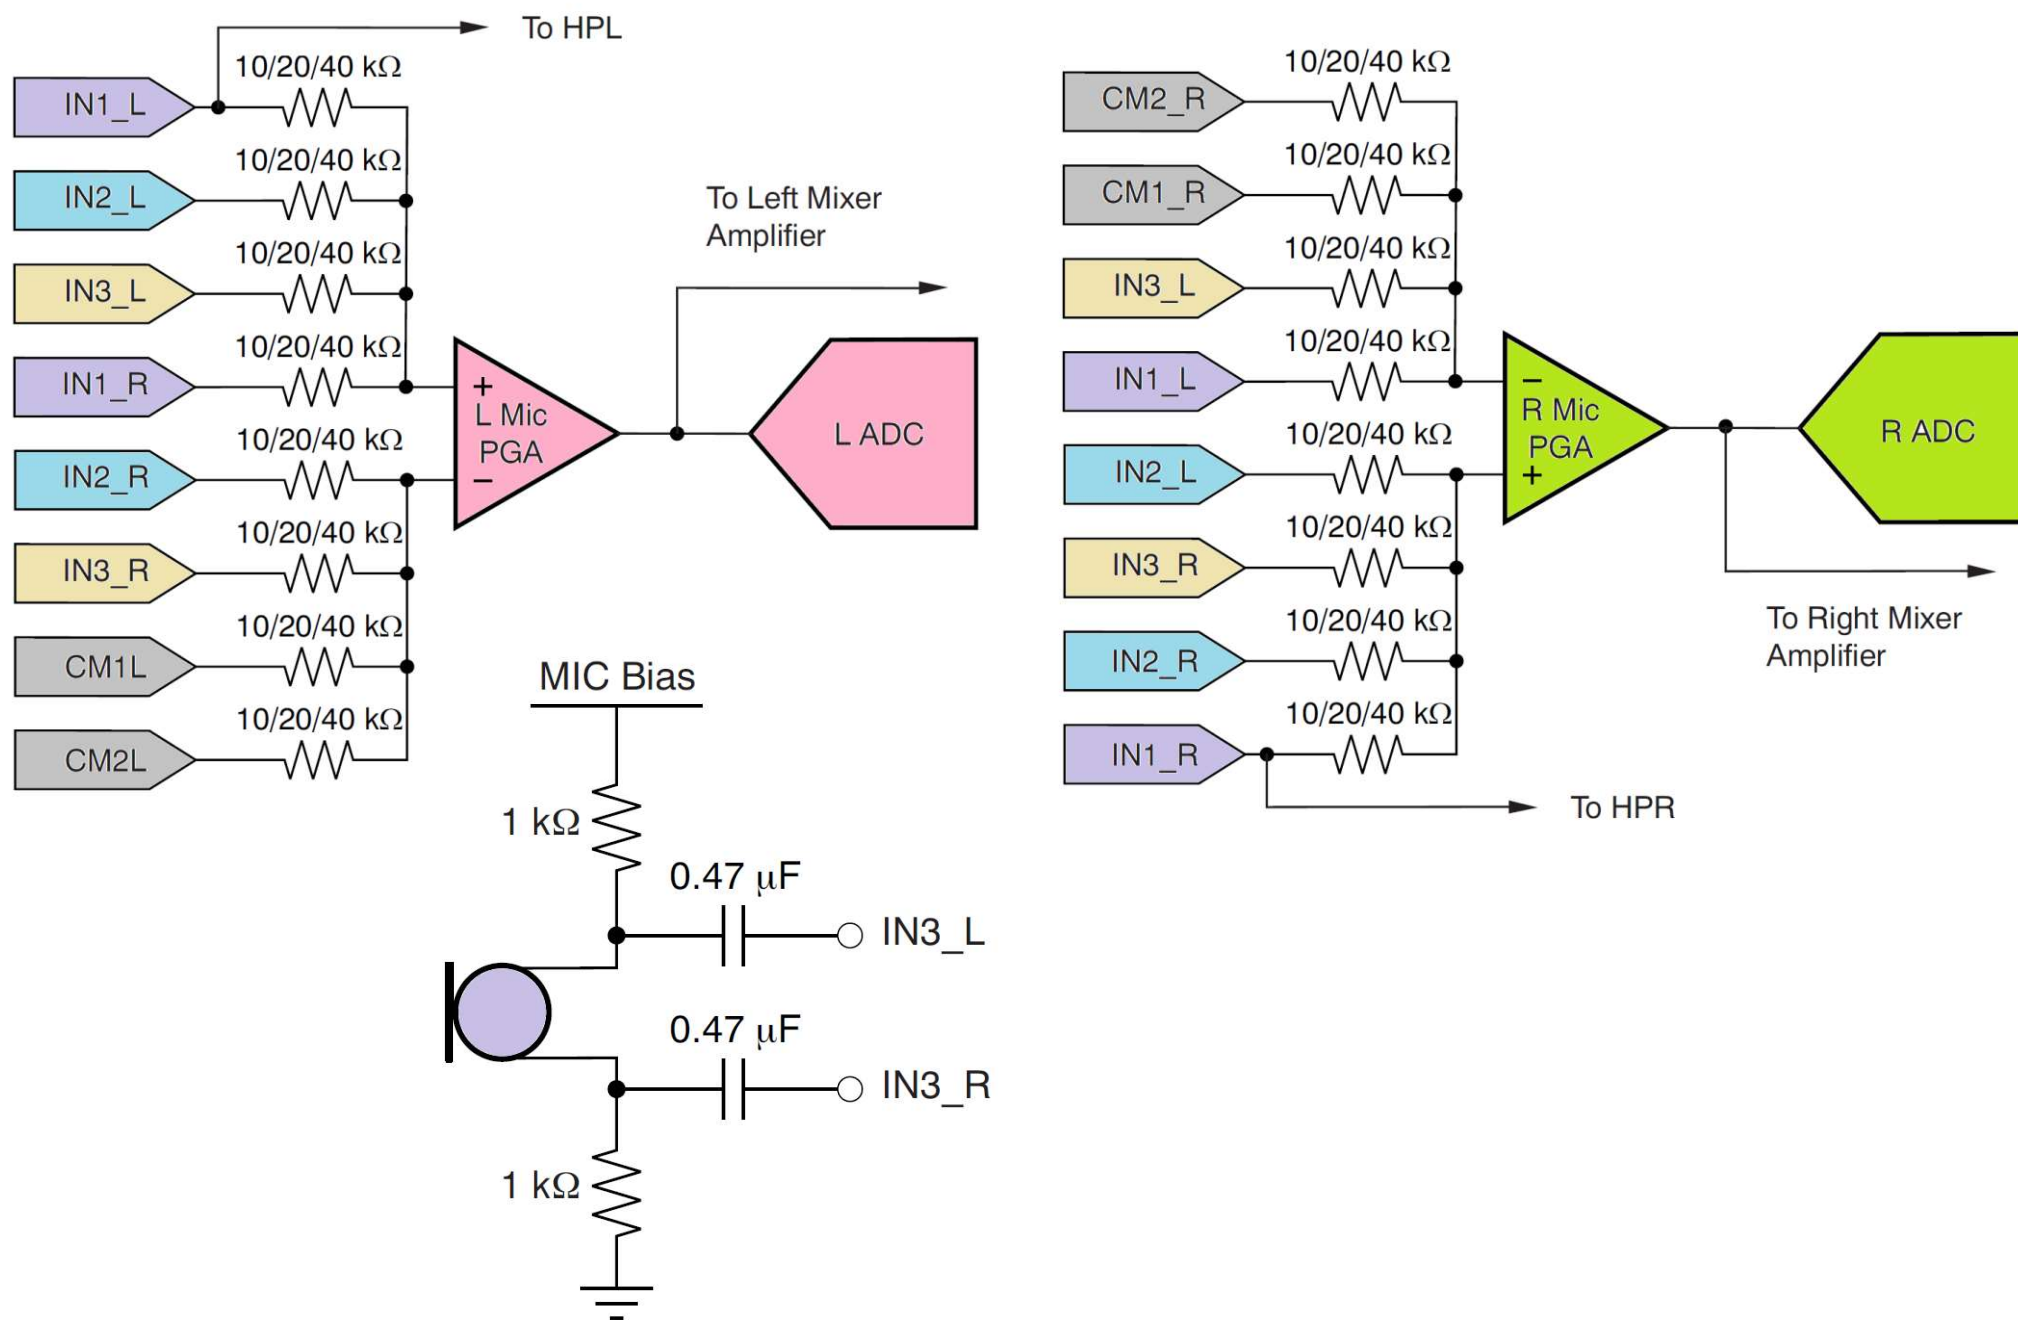 To HPL
10/20/40 kΩ
IN1_L
10/20/40 kΩ
IN2_L
10/20/40 kΩ
IN3_L
10/20/40 kΩ
IN1_R
10/20/40 kΩ
IN2_R
10/20/40 kΩ
IN3_R
10/20/40 kΩ
CM1L
10/20/40 kΩ
CM2L
+
L Mic
PGA
−
To Left Mixer
Amplifier
L ADC
10/20/40 kΩ
CM2_R
10/20/40 kΩ
CM1_R
10/20/40 kΩ
IN3_L
10/20/40 kΩ
IN1_L
10/20/40 kΩ
IN2_L
10/20/40 kΩ
IN3_R
10/20/40 kΩ
IN2_R
10/20/40 kΩ
IN1_R
−
R Mic
PGA
+
R ADC
To Right Mixer
Amplifier
To HPR
MIC Bias
1 kΩ
0.47 μF
IN3_L
0.47 μF
IN3_R
1 kΩ